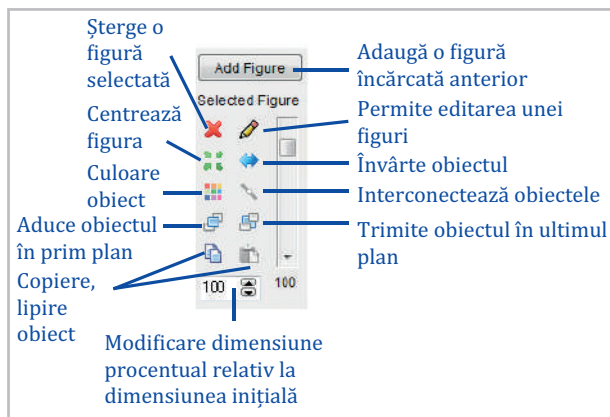 Șterge o
figură
selectată
Centrează
figura
Culoare
obiect
Aduce obiectul
în prim plan
Copiere,
lipire
obiect
Add Figure
Selected Figure
100
100
Adaugă o figură
încărcată anterior
Permite editarea unei
figuri
Învârte obiectul
Interconectează obiectele
Trimite obiectul în ultimul
plan
Modificare dimensiune
procentual relativ la
dimensiunea inițială